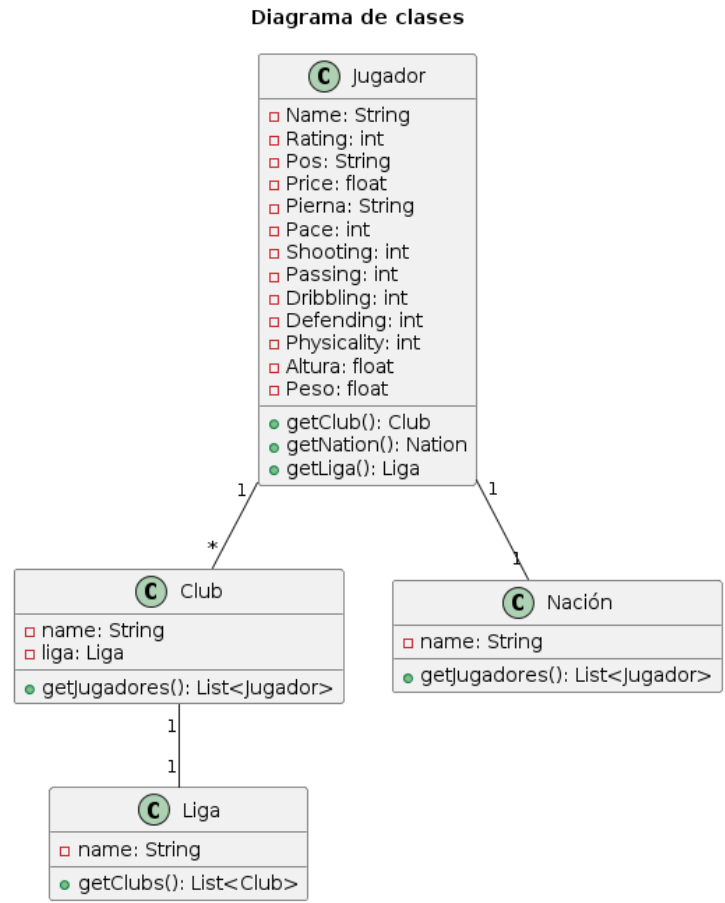 Diagrama de clases
C Jugador
Name: String
Rating: int
Pos: String
Price: float
Pierna: String
Pace: int
Shooting: int
Passing: int
Dribbling: int
Defending: int
Physicality: int
Altura: float
Peso: float
getClub(): Club
getNation(): Nation
getLiga(): Liga
1
1
*
1
C Club
name: String
liga: Liga
getJugadores(): List<Jugador>
C Nación
name: String
getJugadores(): List<Jugador>
1
1
C Liga
name: String
getClubs(): List<Club>